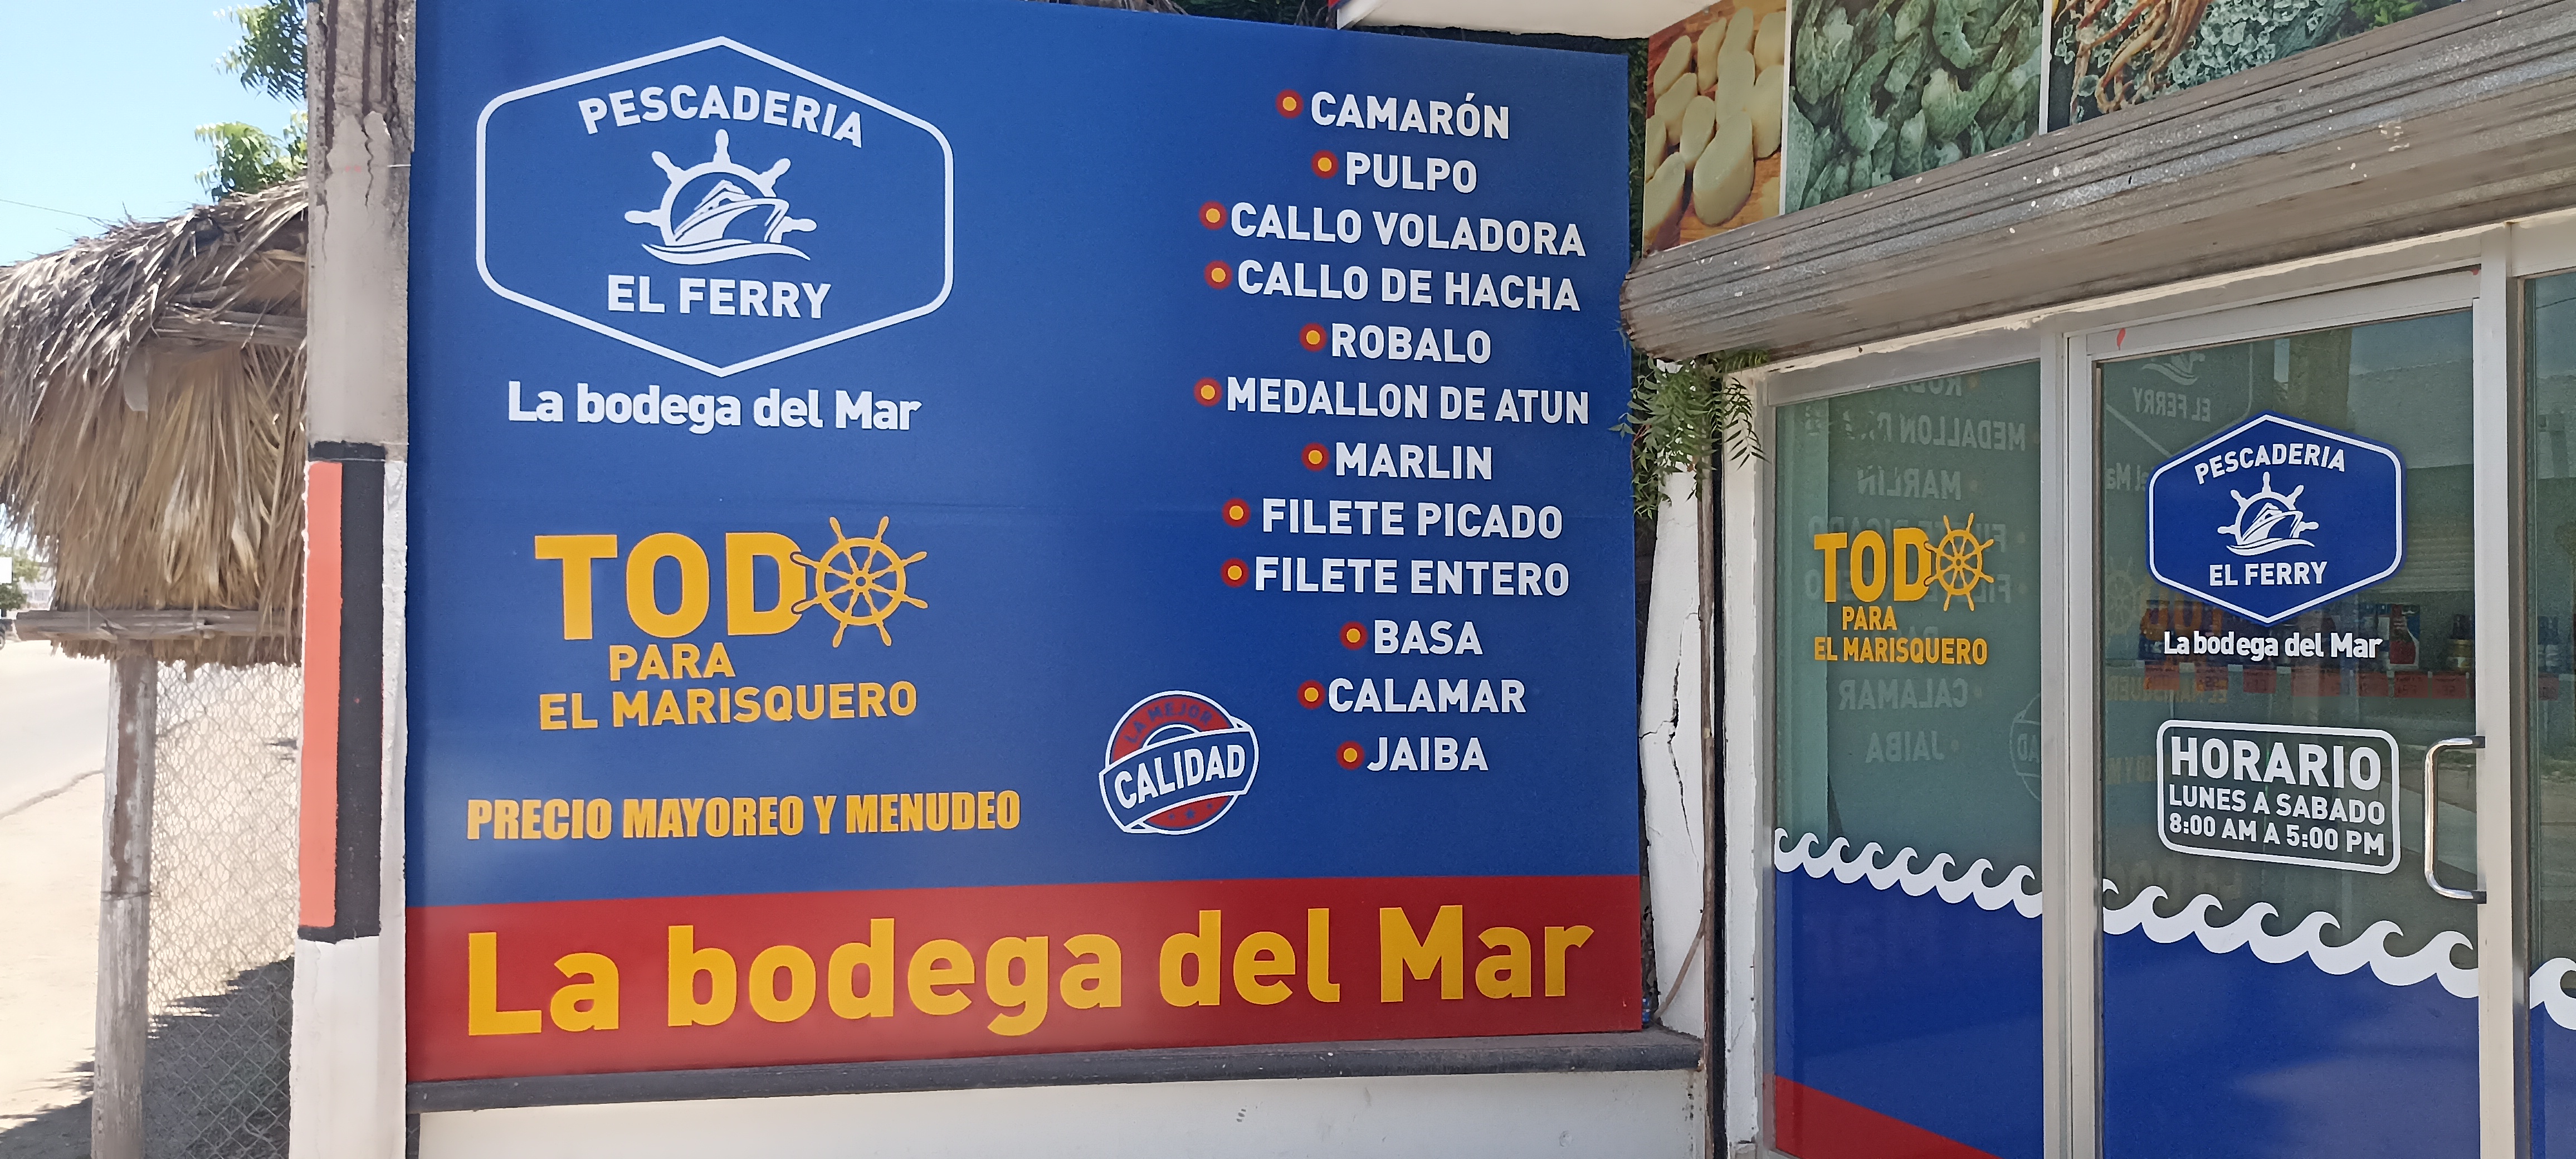 PESCADERIA
EL FERRY
La bodega del Mar
TODO
PARA
EL MARISQUERO
PRECIO MAYOREO Y MENUDEO
LA MEJOR
CALIDAD
CAMARÓN
PULPO
CALLO VOLADORA
CALLO DE HACHA
ROBALO
MEDALLON DE ATUN
MARLIN
FILETE PICADO
FILETE ENTERO
BASA
CALAMAR
JAIBA
La bodega del Mar
TODO
PARA
EL MARISQUERO
PESCADERIA
EL FERRY
La bodega del Mar
HORARIO
LUNES A SABADO
8:00 AM A 5:00 PM